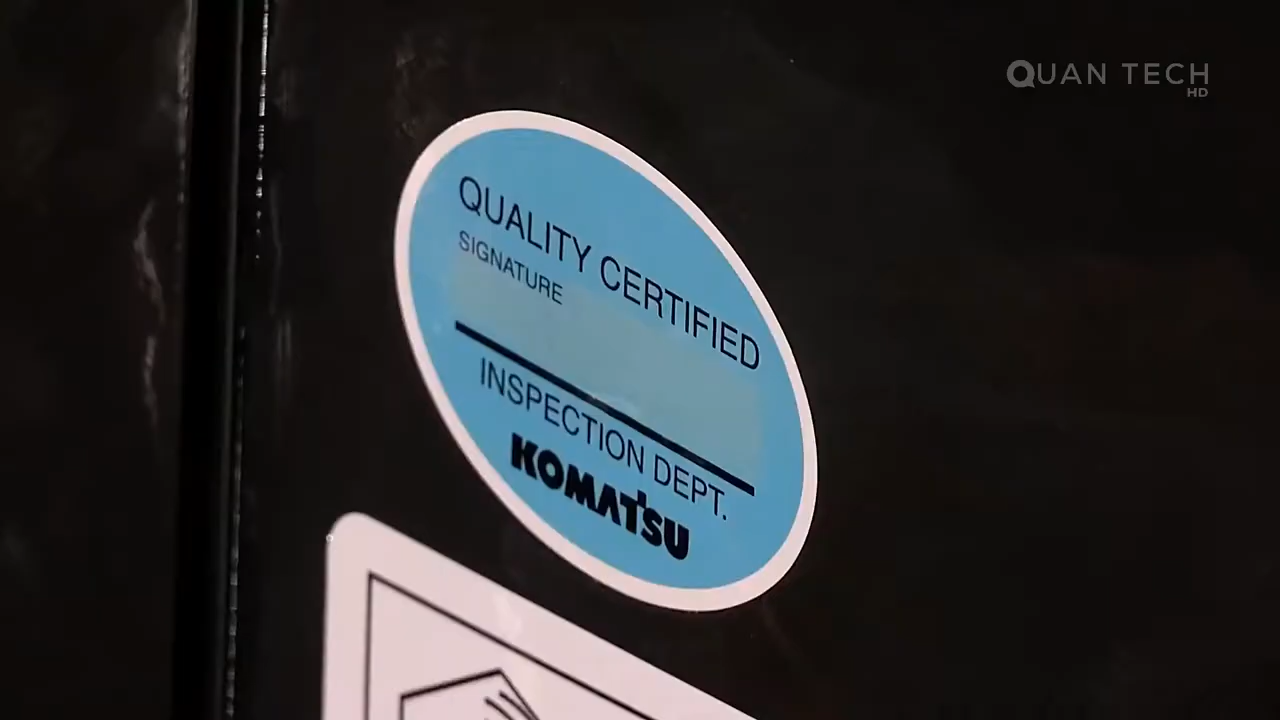 QUAN TECH
HD
QUALITY CERTIFIED
SIGNATURE
INSPECTION DEPT.
KOMATSU